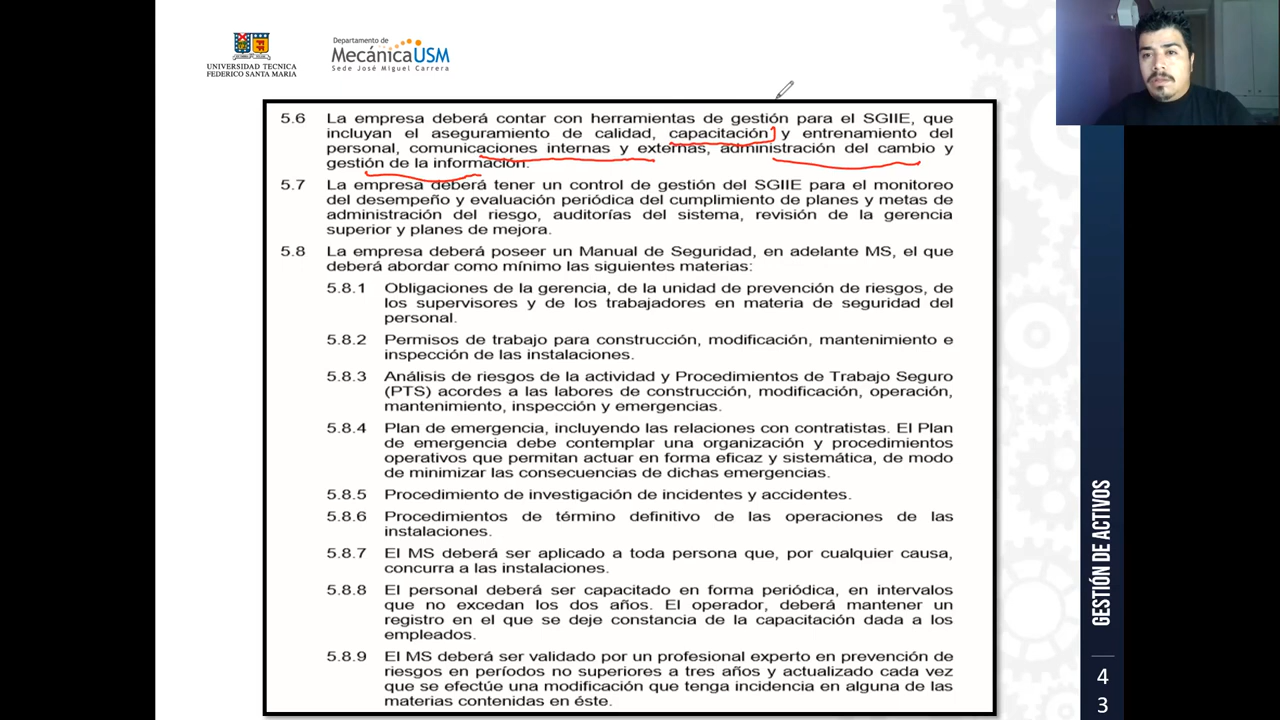 UNIVERSIDAD TECNICA
FEDERICO SANTA MARIA
Departamento de
MecánicaUSM
Sede José Miguel Carrera
5.6 La empresa deberá contar con herramientas de gestión para el SGIIE, que
incluyan el aseguramiento de calidad, capacitación y entrenamiento del
personal, comunicaciones internas y externas, administración del cambio y
gestión de la información.
5.7 La empresa deberá tener un control de gestión del SGIIE para el monitoreo
del desempeño y evaluación periódica del cumplimiento de planes y metas de
administración del riesgo, auditorías del sistema, revisión de la gerencia
superior y planes de mejora.
5.8 La empresa deberá poseer un Manual de Seguridad, en adelante MS, el que
deberá abordar como mínimo las siguientes materias:
5.8.1 Obligaciones de la gerencia, de la unidad de prevención de riesgos, de
los supervisores y de los trabajadores en materia de seguridad del
personal.
5.8.2 Permisos de trabajo para construcción, modificación, mantenimiento e
inspección de las instalaciones.
5.8.3 Análisis de riesgos de la actividad y Procedimientos de Trabajo Seguro
(PTS) acordes a las labores de construcción, modificación, operación,
mantenimiento, inspección y emergencias.
5.8.4 Plan de emergencia, incluyendo las relaciones con contratistas. El Plan
de emergencia debe contemplar una organización y procedimientos
operativos que permitan actuar en forma eficaz y sistemática, de modo
de minimizar las consecuencias de dichas emergencias.
5.8.5 Procedimiento de investigación de incidentes y accidentes.
5.8.6 Procedimientos de término definitivo de las operaciones de las
instalaciones.
5.8.7 El MS deberá ser aplicado a toda persona que, por cualquier causa,
concurra a las instalaciones.
5.8.8 El personal deberá ser capacitado en forma periódica, en intervalos
que no excedan los dos años. El operador, deberá mantener un
registro en el que se deje constancia de la capacitación dada a los
empleados.
5.8.9 El MS deberá ser validado por un profesional experto en prevención de
riesgos en períodos no superiores a tres años y actualizado cada vez
que se efectúe una modificación que tenga incidencia en alguna de las
materias contenidas en éste.
GESTIÓN DE ACTIVOS
4
3